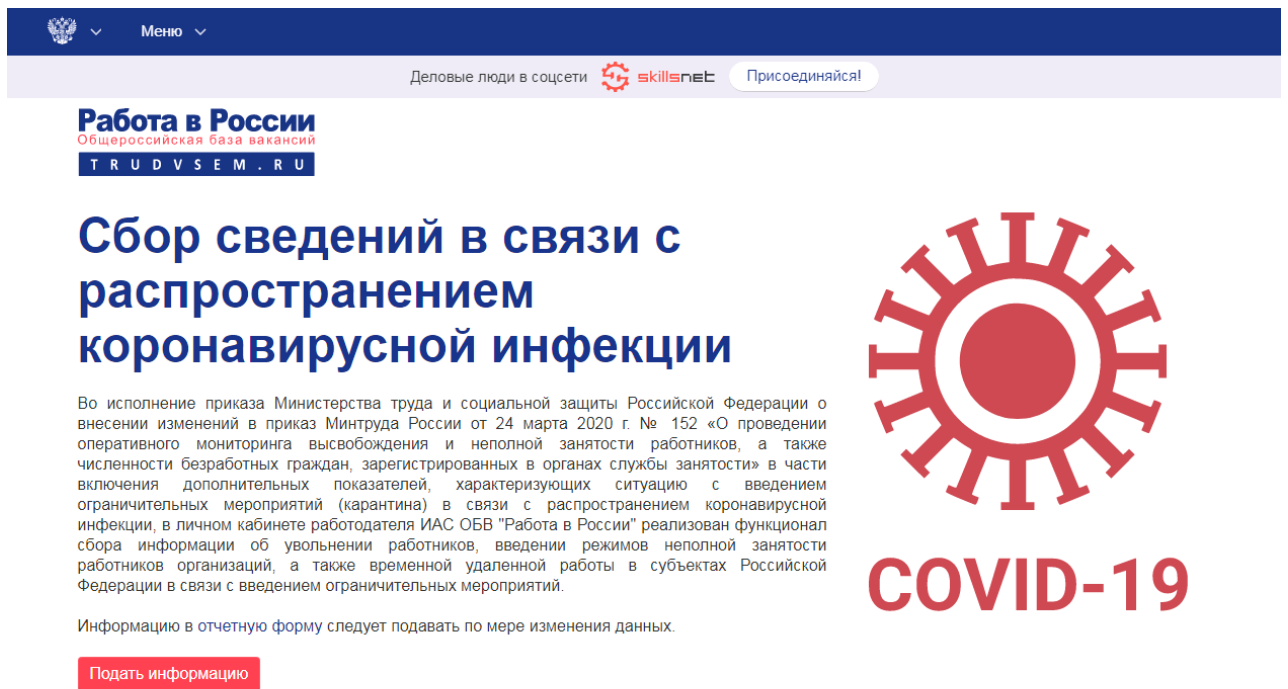 Меню
Деловые люди в соцсети skillsnet Присоединяйся!
Работа в России
Общероссийская база вакансий
TRUDVSEM.RU
Сбор сведений в связи с
распространением
коронавирусной инфекции
Во исполнение приказа Министерства труда и социальной защиты Российской Федерации о
внесении изменений в приказ Минтруда России от 24 марта 2020 г. № 152 «О проведении
оперативного мониторинга высвобождения и неполной занятости работников, а также
численности безработных граждан, зарегистрированных в органах службы занятости» в части
включения дополнительных показателей, характеризующих ситуацию с введением
ограничительных мероприятий (карантина) в связи с распространением коронавирусной
инфекции, в личном кабинете работодателя ИАС ОБВ "Работа в России" реализован функционал
сбора информации об увольнении работников, введении режимов неполной занятости
работников организаций, а также временной удаленной работы в субъектах Российской
Федерации в связи с введением ограничительных мероприятий.
Информацию в отчетную форму следует подавать по мере изменения данных.
Подать информацию
COVID-19